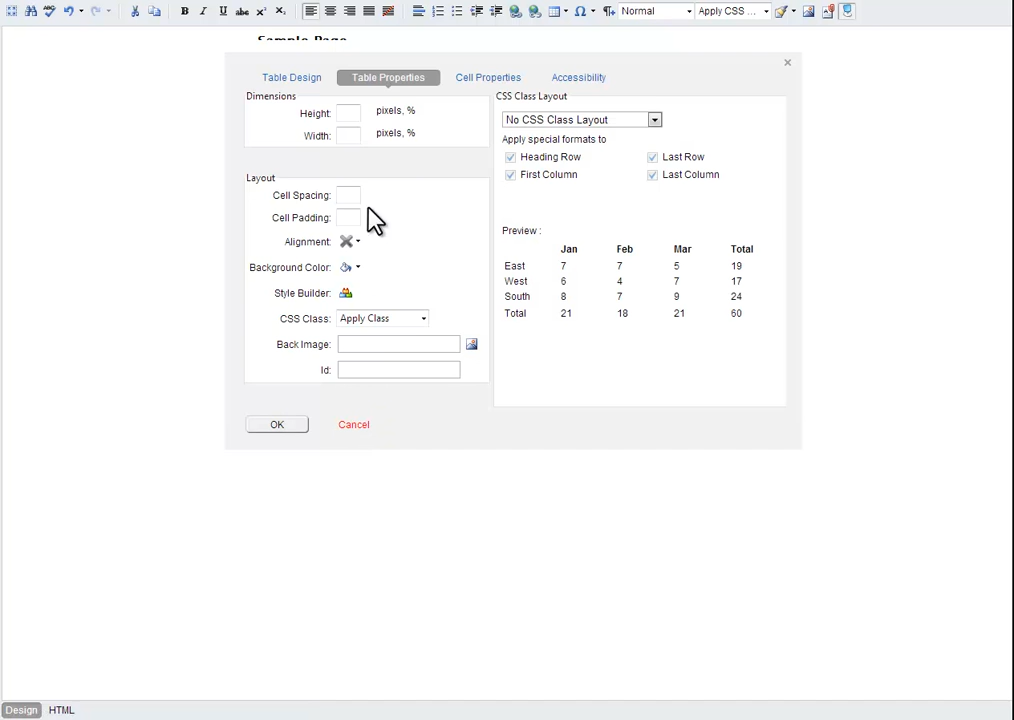 B I U abc x² x₂ Ω Normal Apply CSS ...
Sample Page
Table Design Table Properties Cell Properties Accessibility
Dimensions
Height: pixels, %
Width: pixels, %
Layout
Cell Spacing:
Cell Padding:
Alignment:
Background Color:
Style Builder:
CSS Class: Apply Class
Back Image:
Id:
OK Cancel
CSS Class Layout
No CSS Class Layout
Apply special formats to
Heading Row Last Row
First Column Last Column
Preview :
Jan Feb Mar Total
East 7 7 5 19
West 6 4 7 17
South 8 7 9 24
Total 21 18 21 60
Design HTML